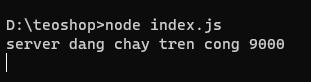 D:\teoshop>node index.js
server dang chay tren cong 9000